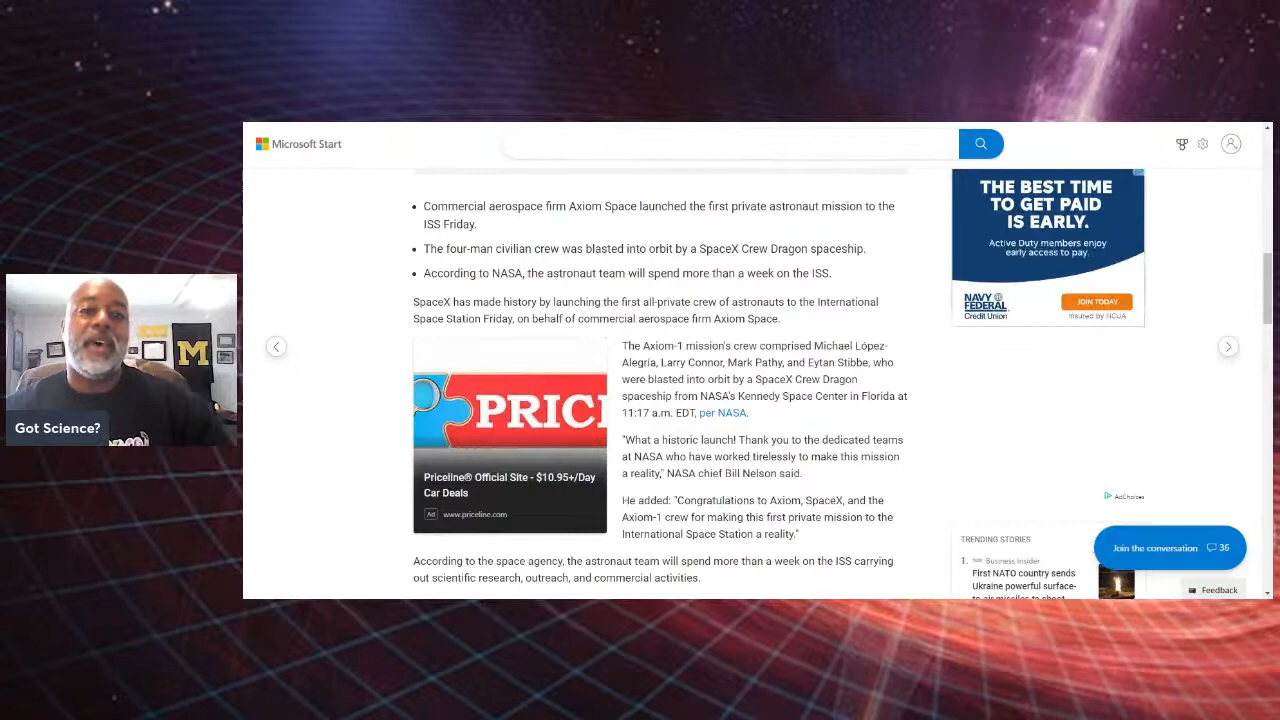 Microsoft Start
Commercial aerospace firm Axiom Space launched the first private astronaut mission to the
ISS Friday.
The four-man civilian crew was blasted into orbit by a SpaceX Crew Dragon spaceship.
According to NASA, the astronaut team will spend more than a week on the ISS.
SpaceX has made history by launching the first all-private crew of astronauts to the International
Space Station Friday, on behalf of commercial aerospace firm Axiom Space.
PRIC
Priceline® Official Site - $10.95+/Day
Car Deals
Ad www.priceline.com
The Axiom-1 mission's crew comprised Michael López-
Alegría, Larry Connor, Mark Pathy, and Eytan Stibbe, who
were blasted into orbit by a SpaceX Crew Dragon
spaceship from NASA's Kennedy Space Center in Florida at
11:17 a.m. EDT, per NASA.
"What a historic launch! Thank you to the dedicated teams
at NASA who have worked tirelessly to make this mission
a reality," NASA chief Bill Nelson said.
He added: "Congratulations to Axiom, SpaceX, and the
Axiom-1 crew for making this first private mission to the
International Space Station a reality."
According to the space agency, the astronaut team will spend more than a week on the ISS carrying
out scientific research, outreach, and commercial activities.
THE BEST TIME
TO GET PAID
IS EARLY.
Active Duty members enjoy
early access to pay.
NAVY
FEDERAL
Credit Union
JOIN TODAY
Insured by NCUA
AdChoices
TRENDING STORIES
Join the conversation 36
1. Business Insider
First NATO country sends
Ukraine powerful surface-
to-air missiles to shoot
Feedback
M
Got Science?